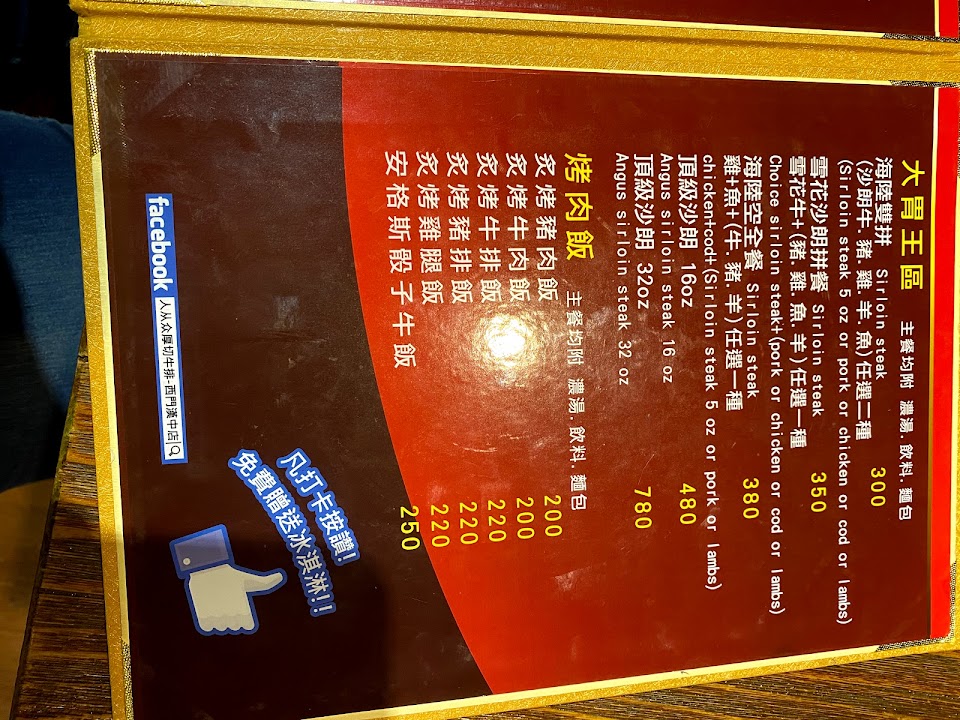 大胃王區 主餐均附 濃湯.飲料.麵包
海陸雙拼 Sirloin steak 300
(沙朗牛.豬.雞.羊.魚)任選二種
(Sirloin steak 5 oz or pork or chicken or cod or lambs)
雪花沙朗拼餐 Sirloin steak 350
雪花牛+(豬.雞.魚.羊)任選一種
Choice sirloin steak+(pork or chicken or cod or lambs)
海陸空全餐 Sirloin steak 380
雞+魚+(牛.豬.羊)任選一種
chicken+cod+(Sirloin steak 5 oz or pork or lambs)
頂級沙朗 16oz 480
Angus sirloin steak 16 oz
頂級沙朗 32oz 780
Angus sirloin steak 32 oz
烤肉飯 主餐均附 濃湯.飲料.麵包
炙烤豬肉飯 200
炙烤牛肉飯 200
炙烤牛排飯 220
炙烤豬排飯 220
炙烤雞腿飯 220
安格斯骰子牛飯 250
凡打卡按讚!
免費贈送冰淇淋!!
facebook 人从众厚切牛排-西門漢中店